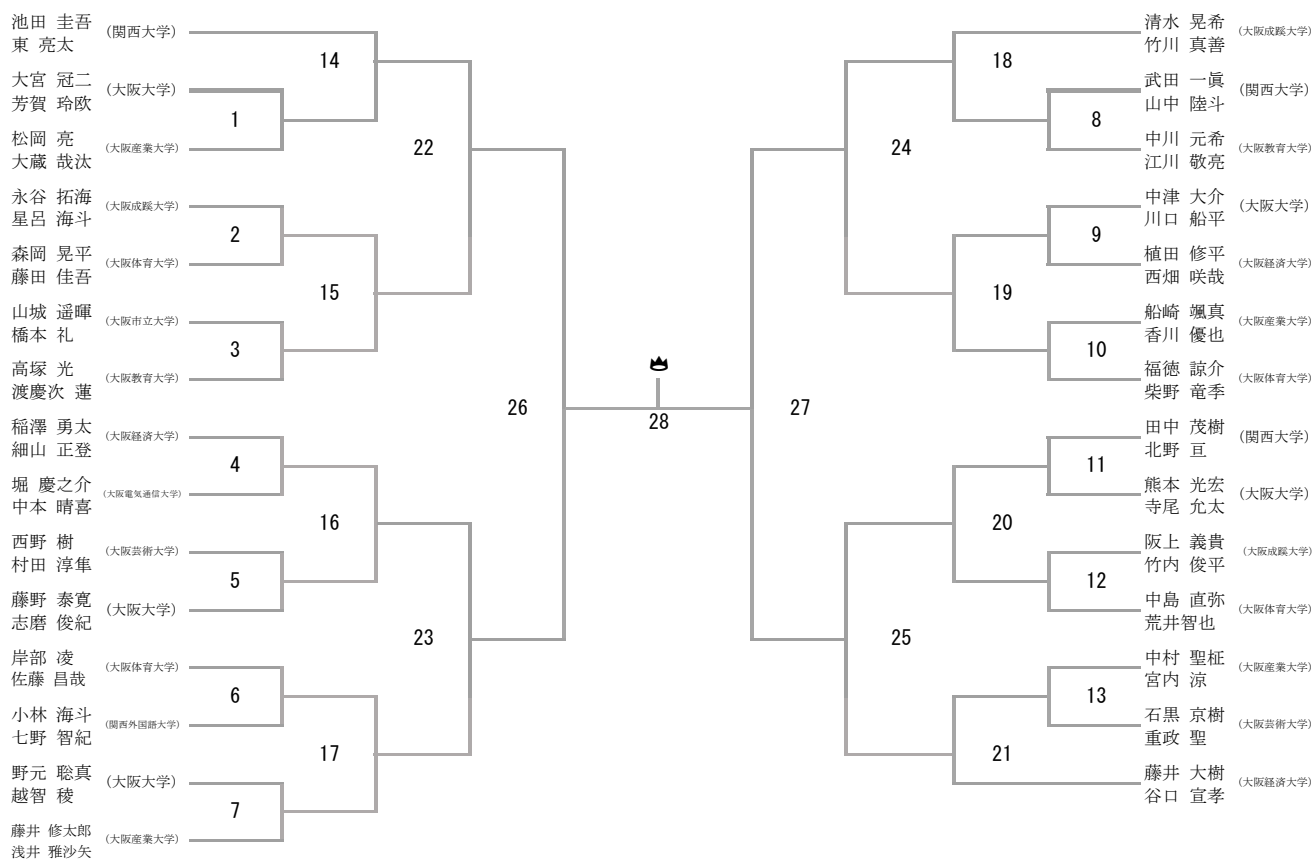 池田 圭吾
東 亮太
(関西大学)
大宮 冠二
芳賀 玲欧
(大阪大学)
松岡 亮
大蔵 哉汰
(大阪産業大学)
永谷 拓海
星呂 海斗
(大阪成蹊大学)
森岡 晃平
藤田 佳吾
(大阪体育大学)
山城 遥暉
橋本 礼
(大阪市立大学)
高塚 光
渡慶次 蓮
(大阪教育大学)
稲澤 勇太
細山 正登
(大阪経済大学)
堀 慶之介
中本 晴喜
(大阪電気通信大学)
西野 樹
村田 淳隼
(大阪芸術大学)
藤野 泰寛
志磨 俊紀
(大阪大学)
岸部 凌
佐藤 昌哉
(大阪体育大学)
小林 海斗
七野 智紀
(関西外国語大学)
野元 聡真
越智 稜
(大阪大学)
藤井 修太郎
浅井 雅沙矢
(大阪産業大学)
1
2
3
4
5
6
7
14
15
16
17
22
23
26
28
27
24
25
18
19
20
21
8
9
10
11
12
13
清水 晃希
竹川 真善
(大阪成蹊大学)
武田 一眞
山中 陸斗
(関西大学)
中川 元希
江川 敬亮
(大阪教育大学)
中津 大介
川口 船平
(大阪大学)
植田 修平
西畑 咲哉
(大阪経済大学)
船崎 颯真
香川 優也
(大阪産業大学)
福徳 諒介
柴野 竜季
(大阪体育大学)
田中 茂樹
北野 亘
(関西大学)
熊本 光宏
寺尾 允太
(大阪大学)
阪上 義貴
竹内 俊平
(大阪成蹊大学)
中島 直弥
荒井智也
(大阪体育大学)
中村 聖柾
宮内 涼
(大阪産業大学)
石黒 京樹
重政 聖
(大阪芸術大学)
藤井 大樹
谷口 宣孝
(大阪経済大学)